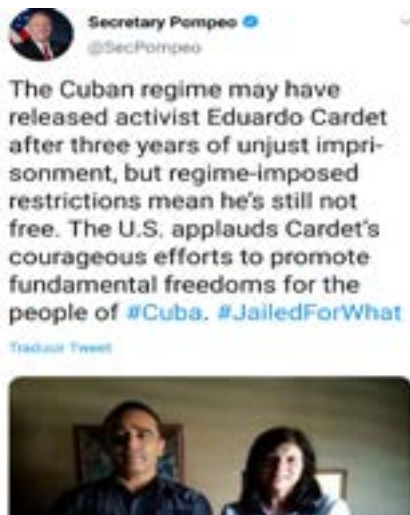 Secretary Pompeo
@SecPompeo
The Cuban regime may have
released activist Eduardo Cardet
after three years of unjust impri-
sonment, but regime-imposed
restrictions mean he's still not
free. The U.S. applauds Cardet's
courageous efforts to promote
fundamental freedoms for the
people of #Cuba. #JailedForWhat
Traducir Tweet